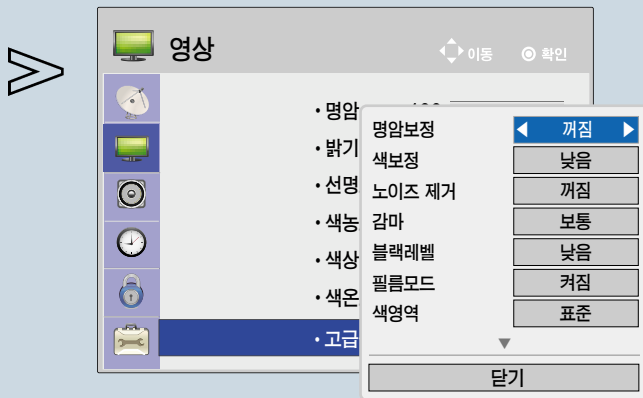 영상
이동 확인
• 명암
• 밝기
• 선명
• 색농
• 색상
• 색온
• 고급
명암보정 ◀ 꺼짐 ▶
색보정 낮음
노이즈 제거 꺼짐
감마 보통
블랙레벨 낮음
필름모드 켜짐
색영역 표준
▼
닫기